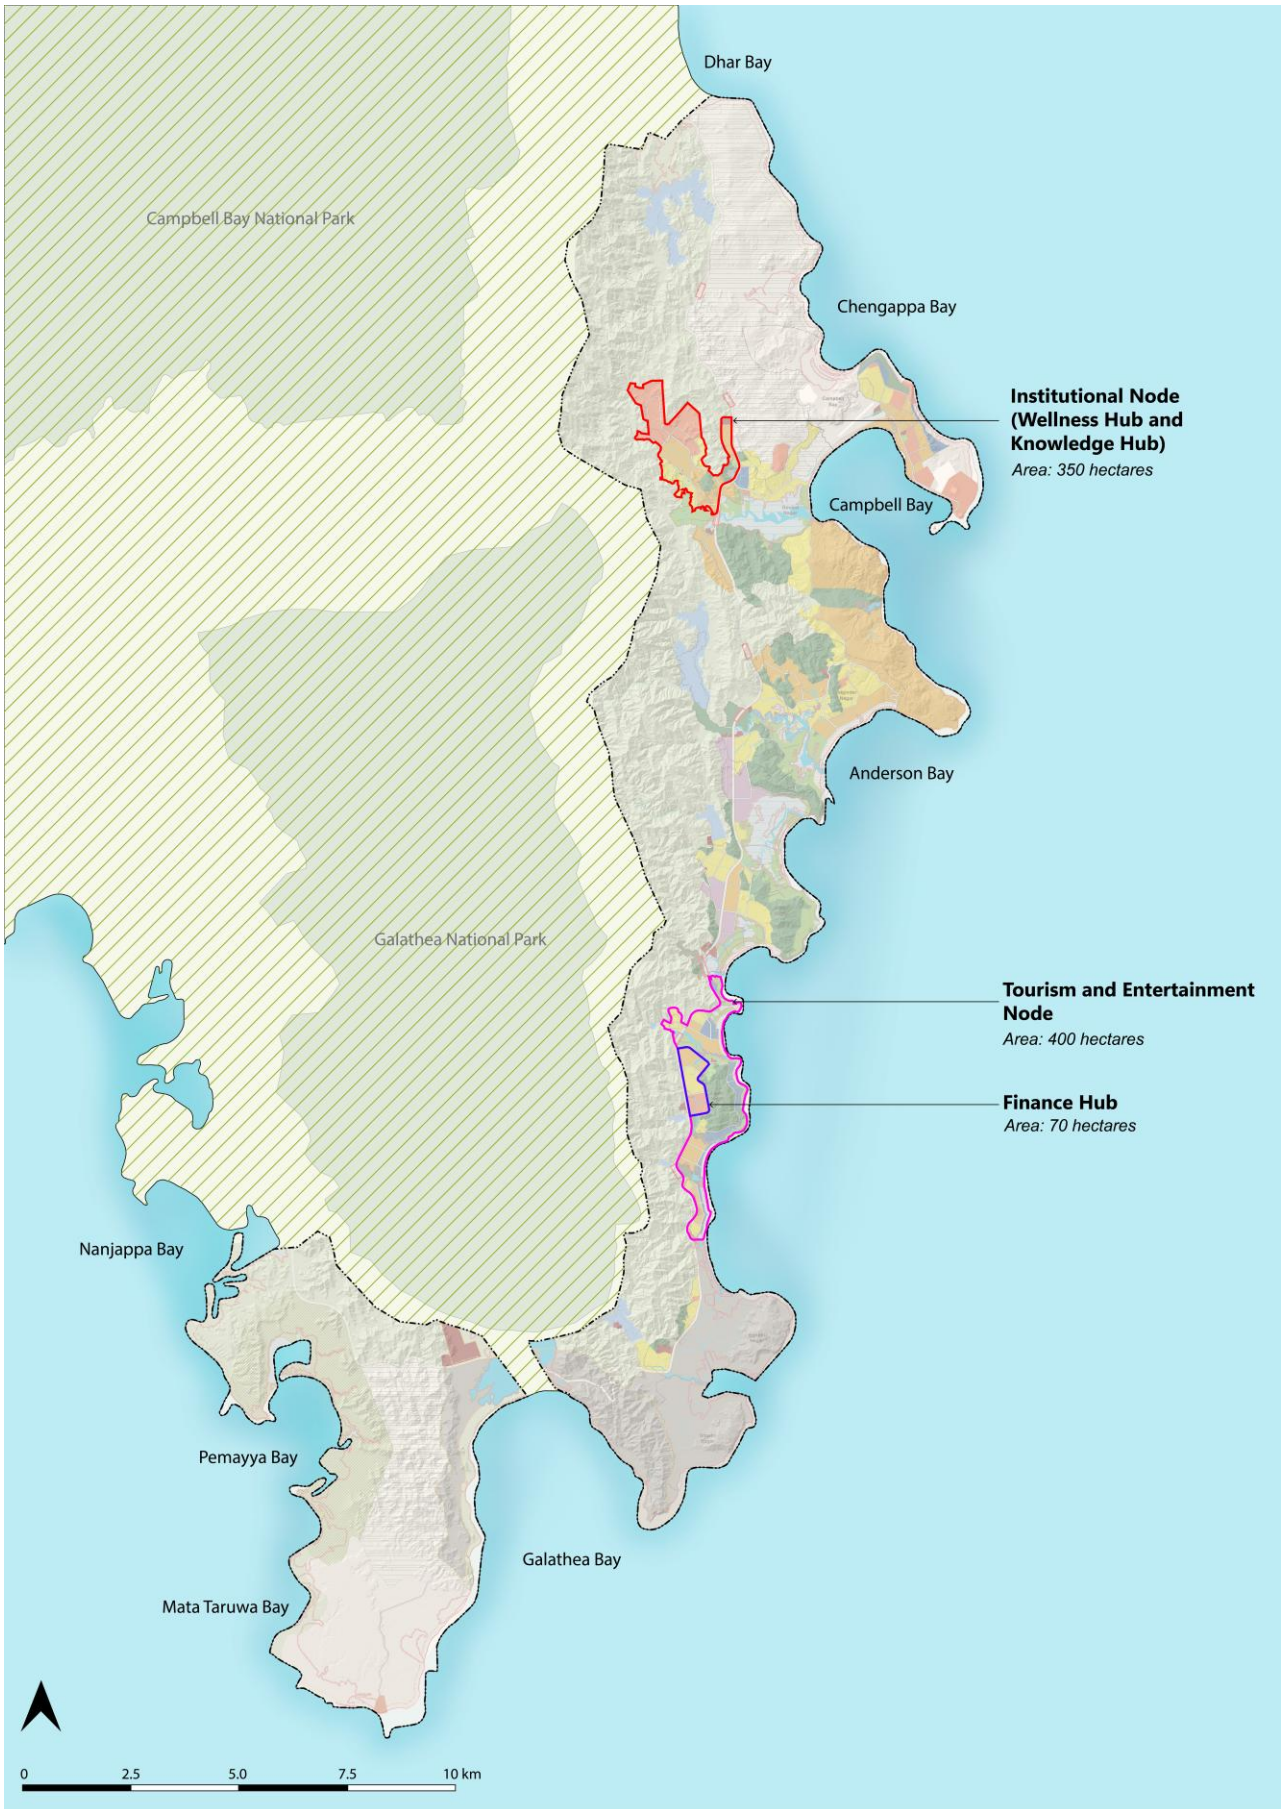 Dhar Bay
Campbell Bay National Park
Chengappa Bay
Institutional Node
(Wellness Hub and
Knowledge Hub)
Area: 350 hectares
Campbell Bay
Anderson Bay
Galathea National Park
Tourism and Entertainment
Node
Area: 400 hectares
Finance Hub
Area: 70 hectares
Nanjappa Bay
Pemayya Bay
Galathea Bay
Mata Taruwa Bay
0 2.5 5.0 7.5 10 km